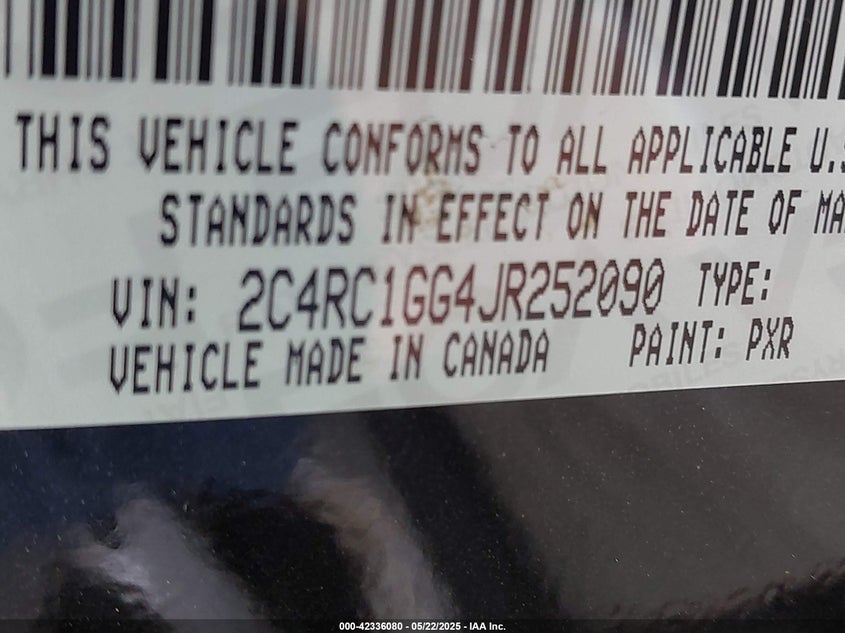 THIS VEHICLE CONFORMS TO ALL APPLICABLE U.S
STANDARDS IN EFFECT ON THE DATE OF MA
VIN: 2C4RC1GG4JR252090 TYPE:
VEHICLE MADE IN CANADA PAINT: PXR
000-42336080 - 05/22/2025 - IAA Inc.